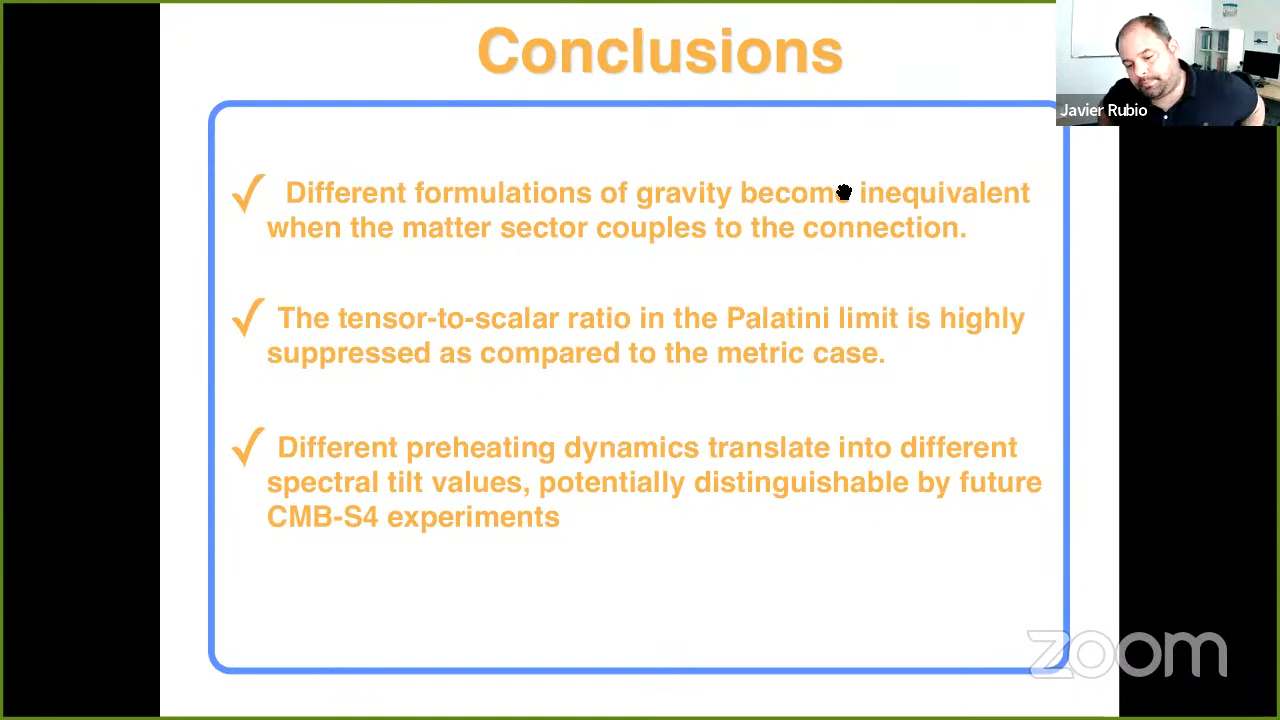 Conclusions
Javier Rubio
✓ Different formulations of gravity become inequivalent
when the matter sector couples to the connection.
✓ The tensor-to-scalar ratio in the Palatini limit is highly
suppressed as compared to the metric case.
✓ Different preheating dynamics translate into different
spectral tilt values, potentially distinguishable by future
CMB-S4 experiments
zoom